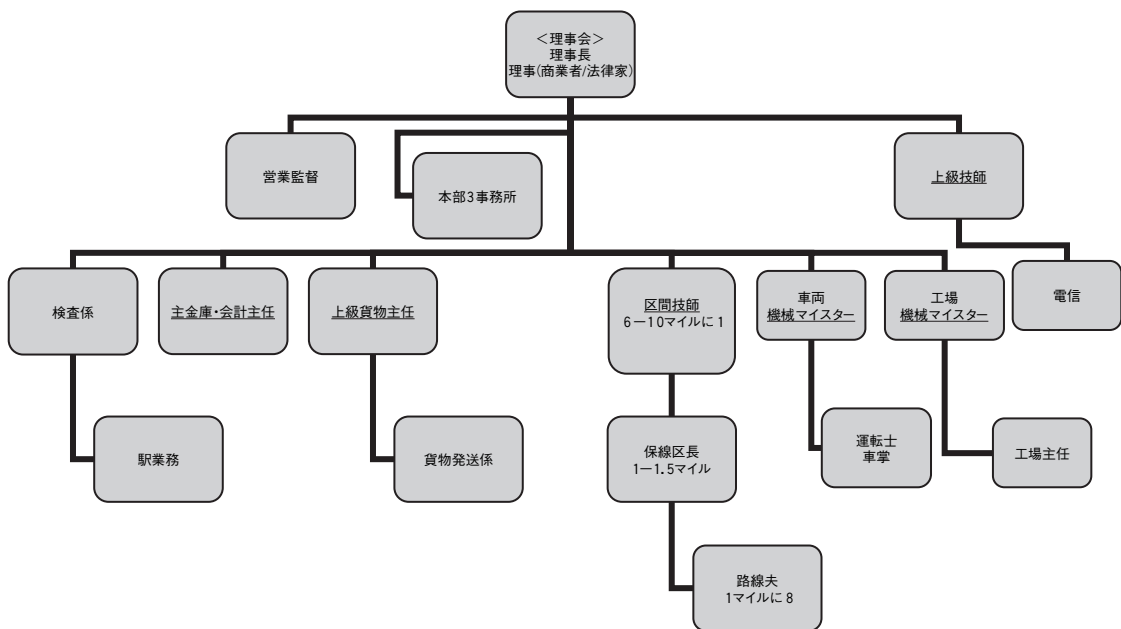 ＜理事会＞
理事長
理事(商業者/法律家)
営業監督
本部3事務所
上級技師
検査係
主金庫・会計主任
上級貨物主任
区間技師
6－10マイルに1
車両
機械マイスター
工場
機械マイスター
電信
駅業務
貨物発送係
保線区長
1－1.5マイル
運転士
車掌
工場主任
路線夫
1マイルに8